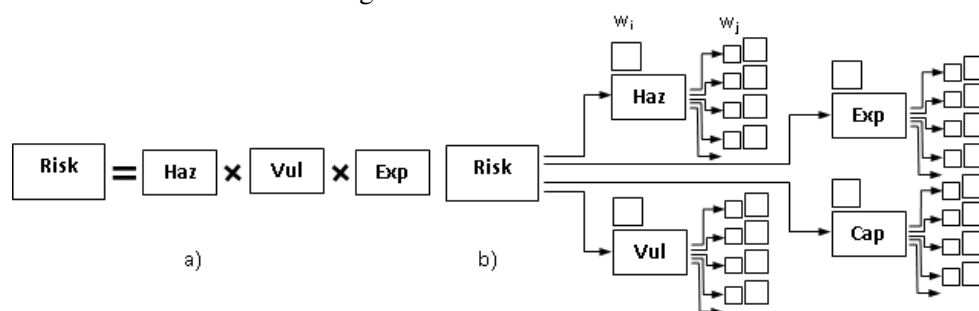 Risk = Haz × Vul × Exp
a)
Risk
w_i
w_j
Haz
Exp
Vul
Cap
b)